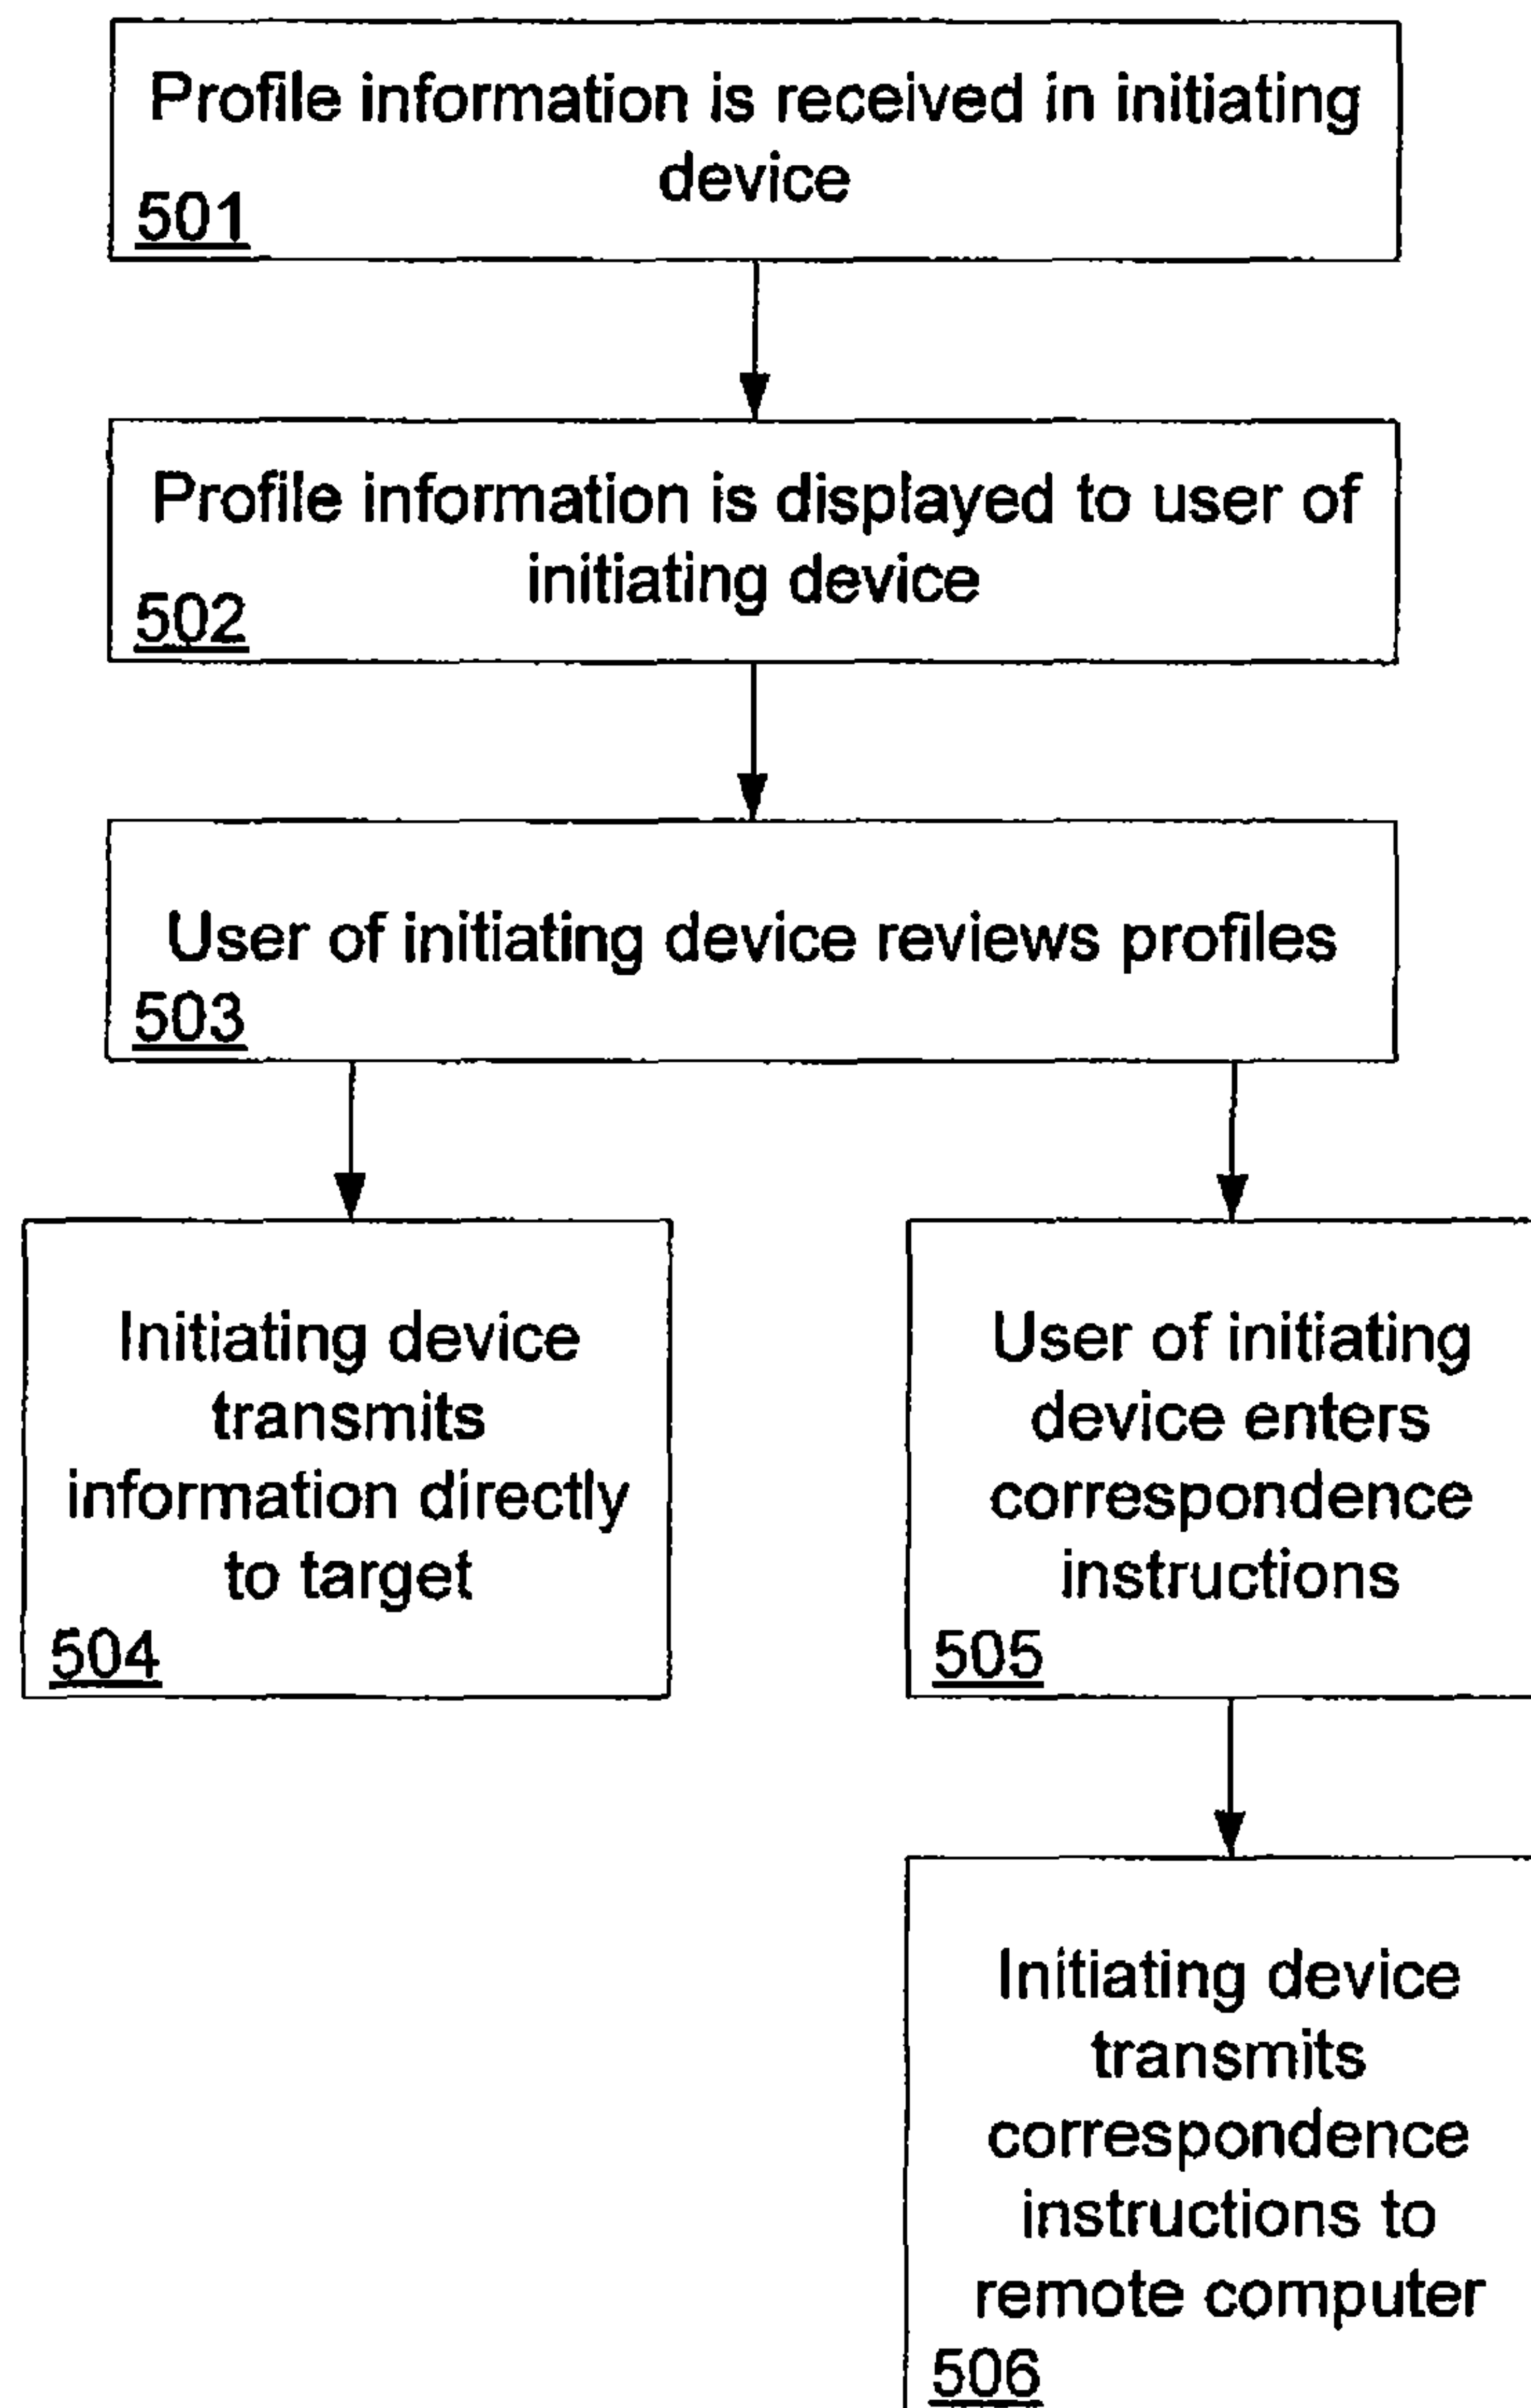 Profile information is received in initiating
device
501
Profile information is displayed to user of
initiating device
502
User of initiating device reviews profiles
503
Initiating device
transmits
information directly
to target
504
User of initiating
device enters
correspondence
instructions
505
Initiating device
transmits
correspondence
instructions to
remote computer
506